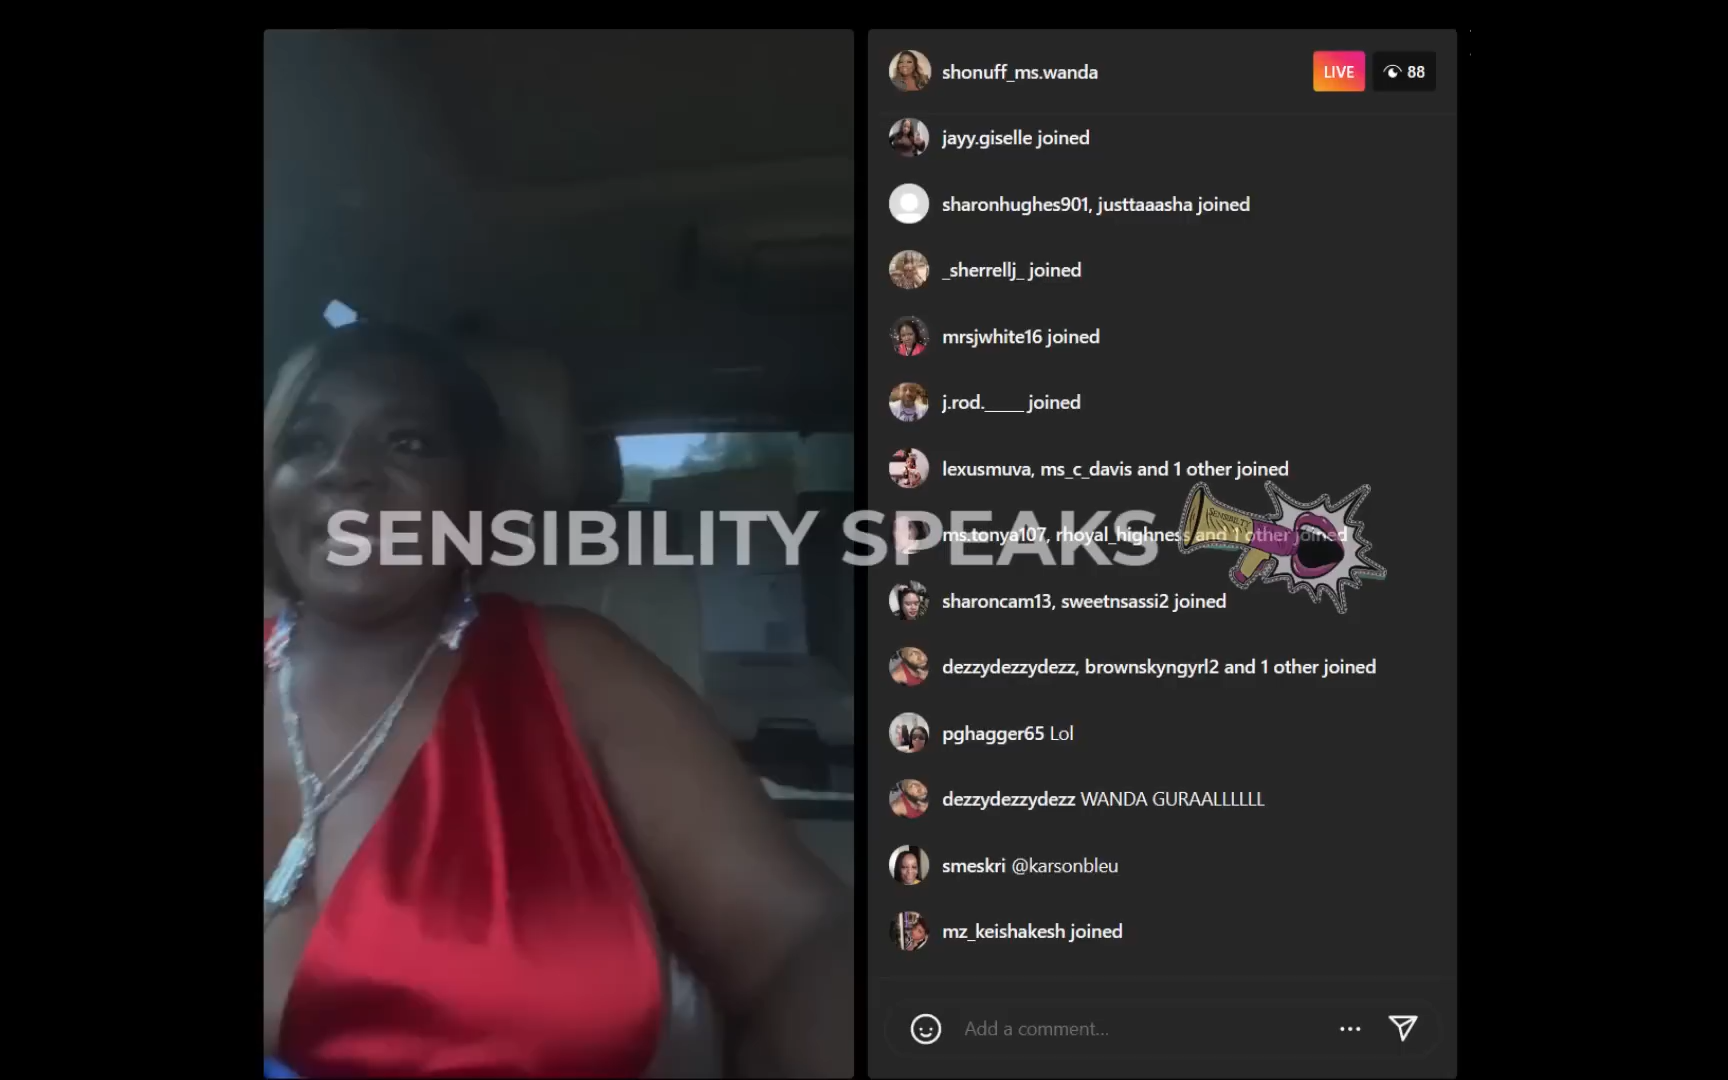 shonuff_ms.wanda
LIVE
88
jayy.giselle joined
sharonhughes901, justtaaasha joined
_sherrellj_ joined
mrsjwhite16 joined
j.rod._____ joined
lexusmuva, ms_c_davis and 1 other joined
SENSIBILITY SPEAKS
SENSIBILITY
ms.tonya107, rhoyal_highness and 1 other joined
sharoncam13, sweetnsassi2 joined
dezzydezzydezz, brownskyngyrl2 and 1 other joined
pghagger65 Lol
dezzydezzydezz WANDA GURAALLLLLL
smeskri @karsonbleu
mz_keishakesh joined
Add a comment...